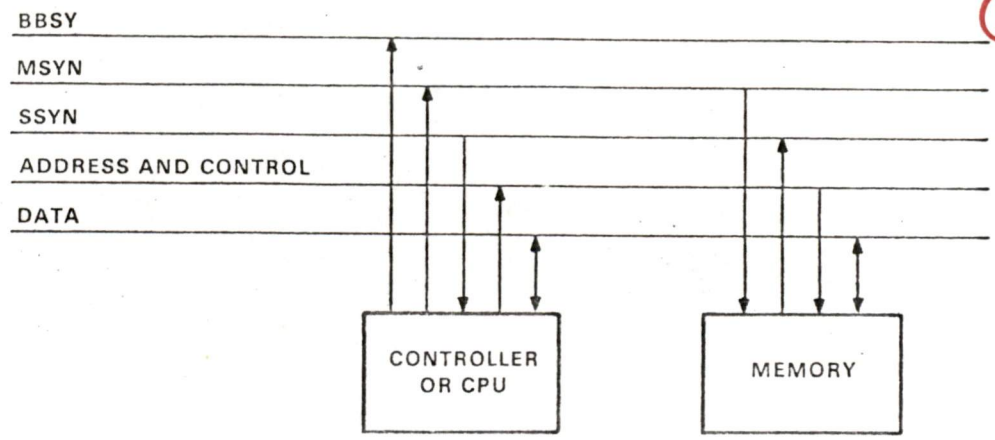 BBSY
MSYN
SSYN
ADDRESS AND CONTROL
DATA
CONTROLLER
OR CPU
MEMORY